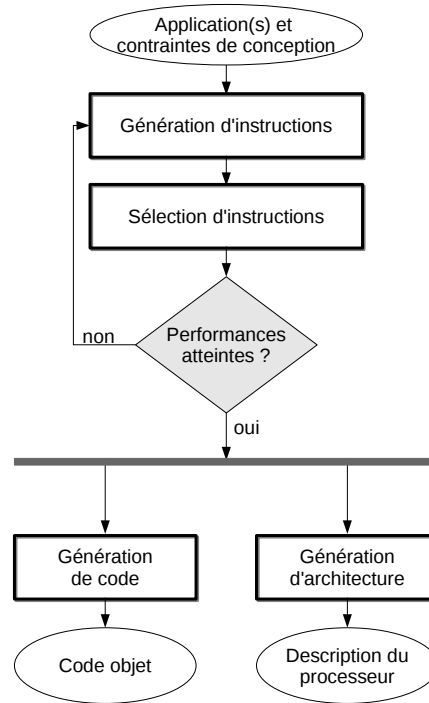 Application(s) et
contraintes de conception
Génération d'instructions
Sélection d'instructions
Performances
atteintes ?
non
oui
Génération
de code
Génération
d'architecture
Code objet
Description du
processeur